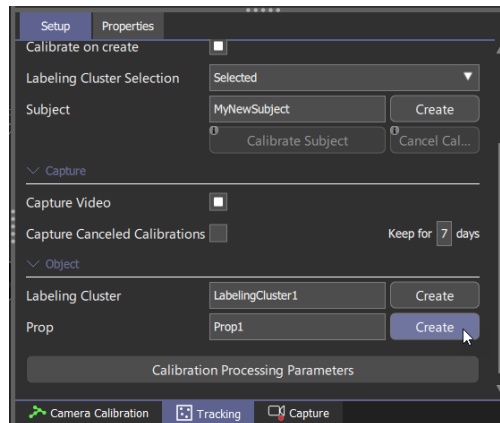 Setup Properties
Calibrate on create
Labeling Cluster Selection Selected
Subject MyNewSubject Create
Calibrate Subject Cancel Cal...
Capture
Capture Video
Capture Canceled Calibrations Keep for 7 days
Object
Labeling Cluster LabelingCluster1 Create
Prop Prop1 Create
Calibration Processing Parameters
Camera Calibration Tracking Capture